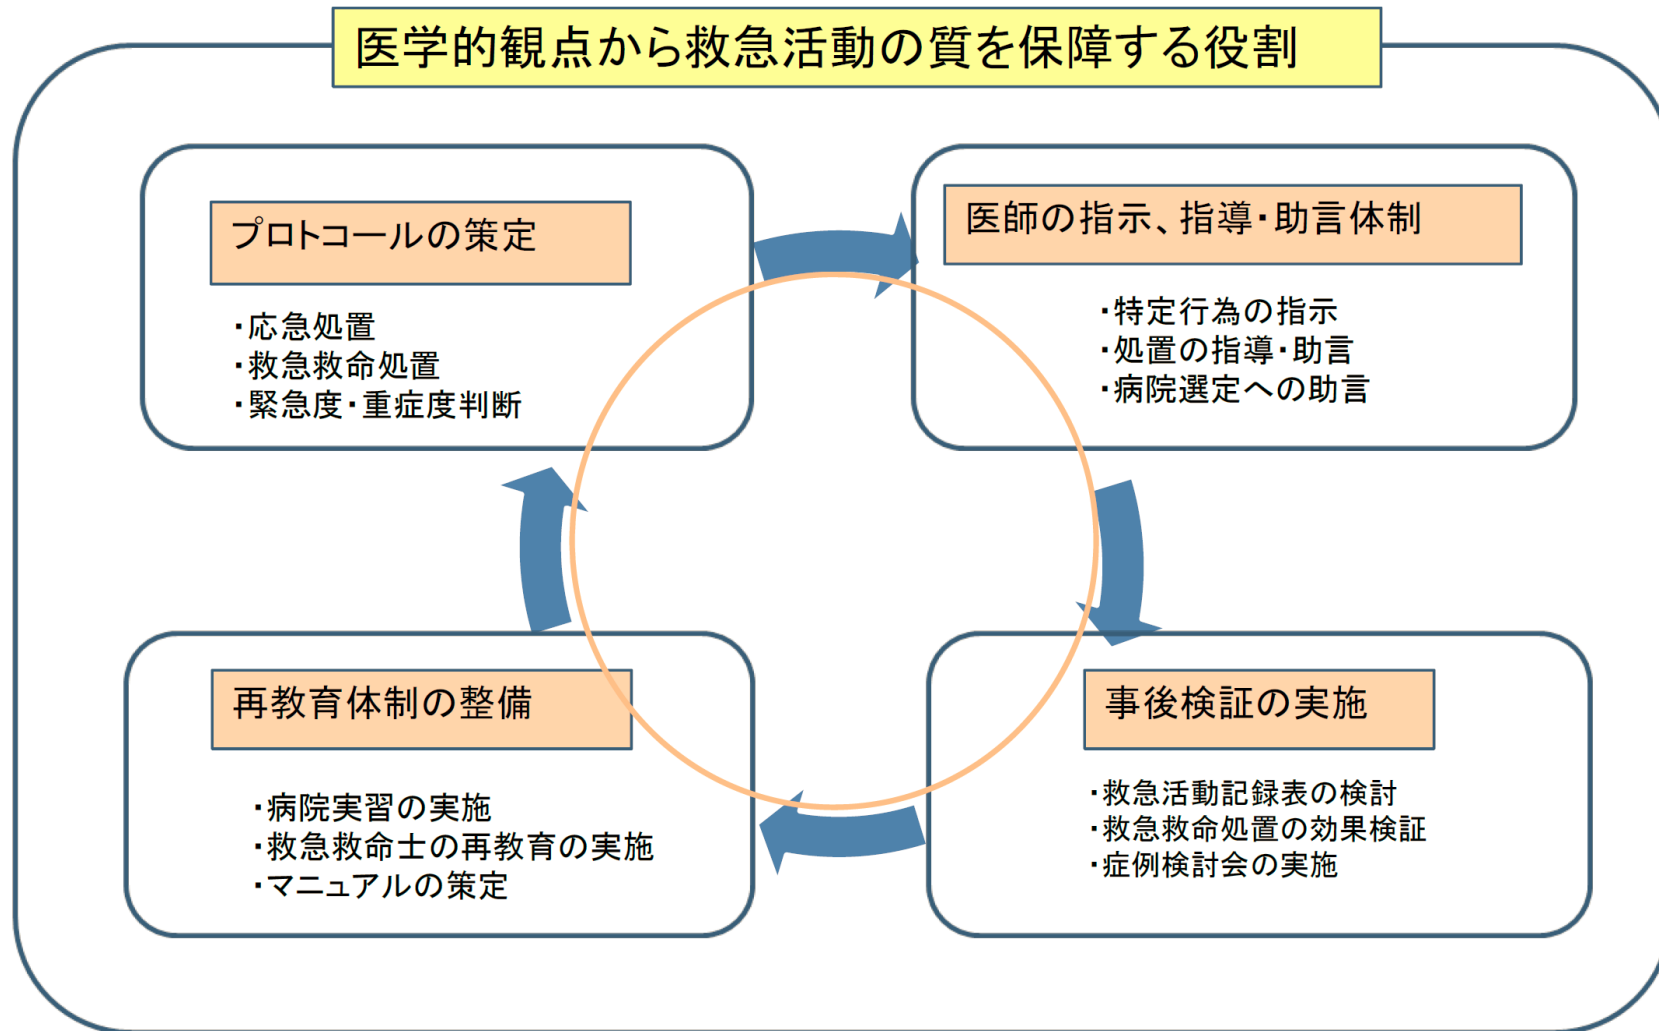 医学的観点から救急活動の質を保障する役割
プロトコールの策定
・応急処置
・救急救命処置
・緊急度・重症度判断
医師の指示、指導・助言体制
・特定行為の指示
・処置の指導・助言
・病院選定への助言
再教育体制の整備
・病院実習の実施
・救急救命士の再教育の実施
・マニュアルの策定
事後検証の実施
・救急活動記録表の検討
・救急救命処置の効果検証
・症例検討会の実施